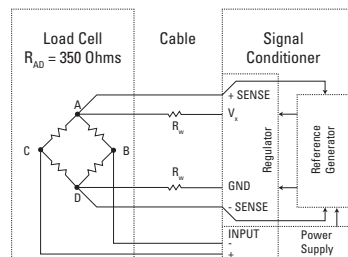 Load Cell
R_AD = 350 Ohms
Cable
Signal
Conditioner
A
+ SENSE
R_w
V_x
C
B
Regulator
Reference
Generator
R_w
D
GND
- SENSE
INPUT
-
+
Power
Supply